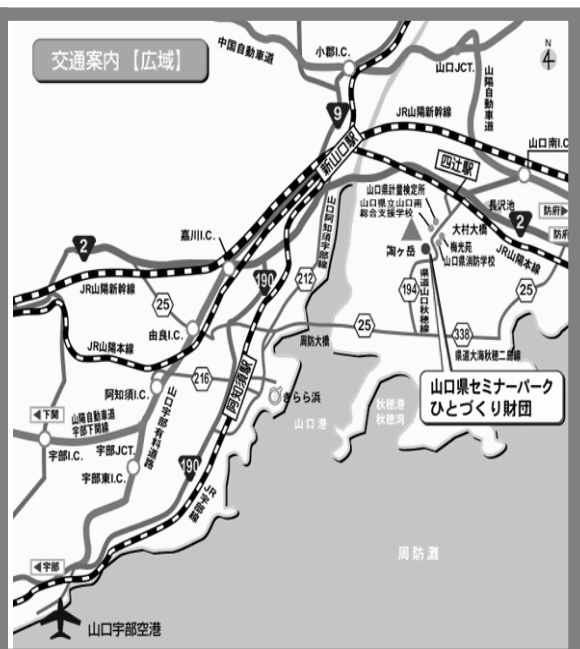 交通案内【広域】
中国自動車道
小郡I.C.
山口JCT.
山陽自動車道
N
9
JR山陽新幹線
新山口駅
四辻駅
山口南I.C
山口県計量検定所
山口県立山口南
総合支援学校
長沢池
2
防府
防府
大村大橋
梅光苑
山口県消防学校
陶ヶ岳
JR山陽本線
山口阿知須宇部線
嘉川I.C.
2
190
212
194
県道山口秋穂線
25
JR山陽新幹線
25
由良I.C.
周防大橋
25
338
県道大海秋穂二島線
JR山陽本線
阿知須駅
216
阿知須I.C.
きらら浜
山口港
秋穂港
秋穂湾
山口県セミナーパーク
ひとづくり財団
下関
山陽自動車道
宇部下関線
山口宇部有料道路
宇部I.C.
宇部JCT.
宇部東I.C.
190
JR宇部線
周防灘
宇部
山口宇部空港